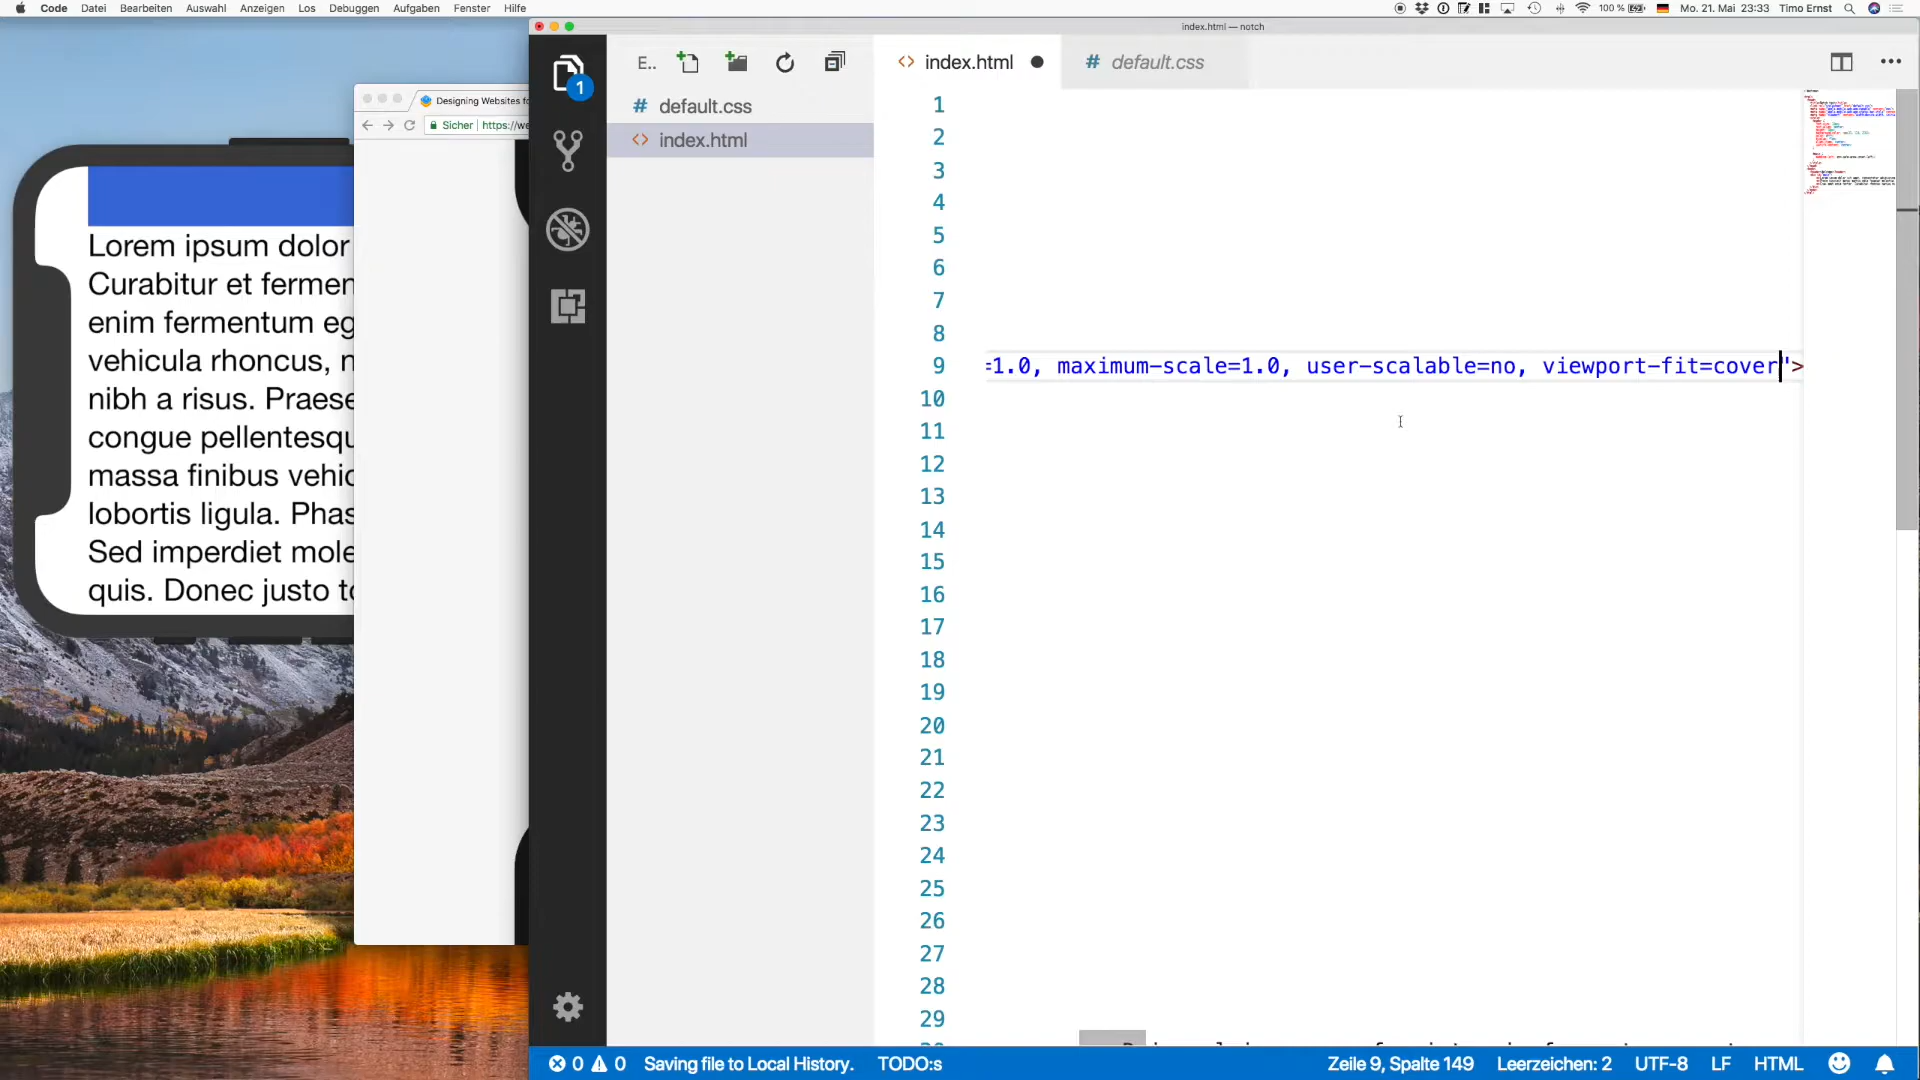 Code Datei Bearbeiten Auswahl Anzeigen Los Debuggen Aufgaben Fenster Hilfe
100 % Mo. 21. Mai 23:33 Timo Ernst
index.html — notch
E.. index.html default.css
1
default.css
index.html
Designing Websites fo
Sicher https://we
Lorem ipsum dolor
Curabitur et fermen
enim fermentum eg
vehicula rhoncus, n
nibh a risus. Praese
congue pellentesqu
massa finibus vehic
lobortis ligula. Phas
Sed imperdiet mole
quis. Donec justo to
1
2
3
4
5
6
7
8
9 =1.0, maximum-scale=1.0, user-scalable=no, viewport-fit=cover">
10
11
12
13
14
15
16
17
18
19
20
21
22
23
24
25
26
27
28
29
0 0 Saving file to Local History. TODO:s Zeile 9, Spalte 149 Leerzeichen: 2 UTF-8 LF HTML